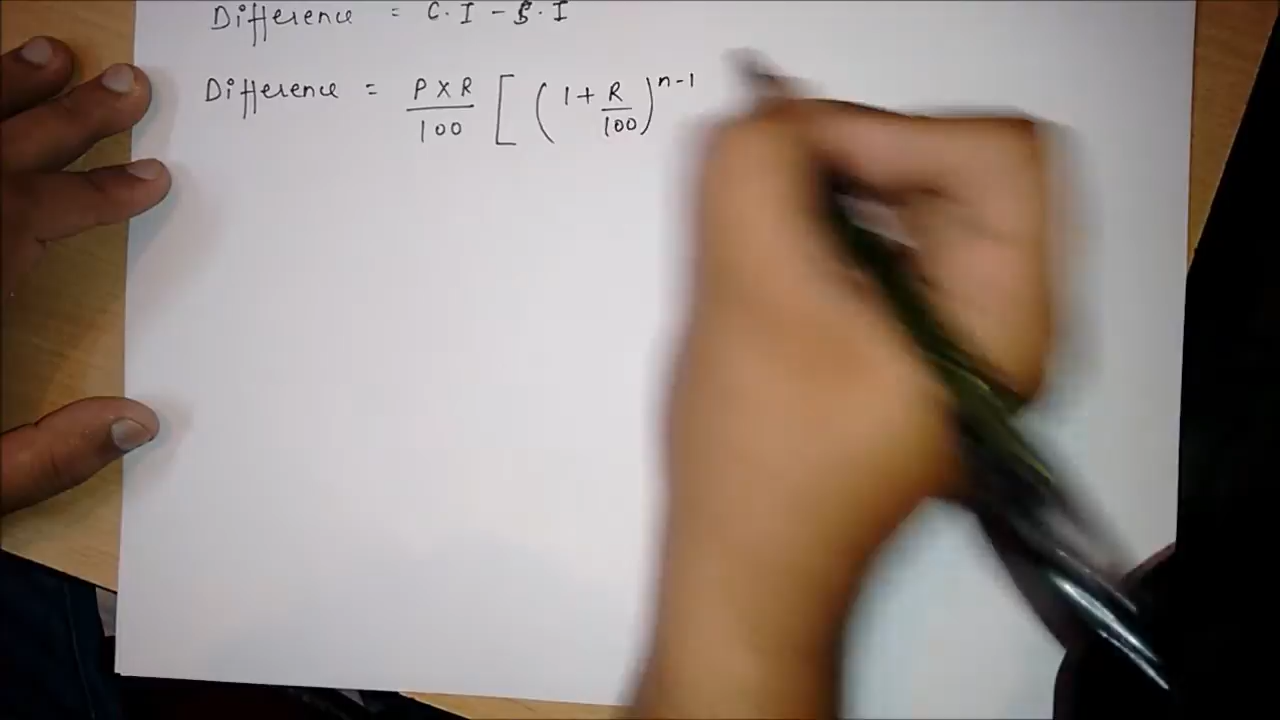 Difference = C.I - S.I
Difference = P X R / 100 [ ( 1 + R / 100 )^n-1